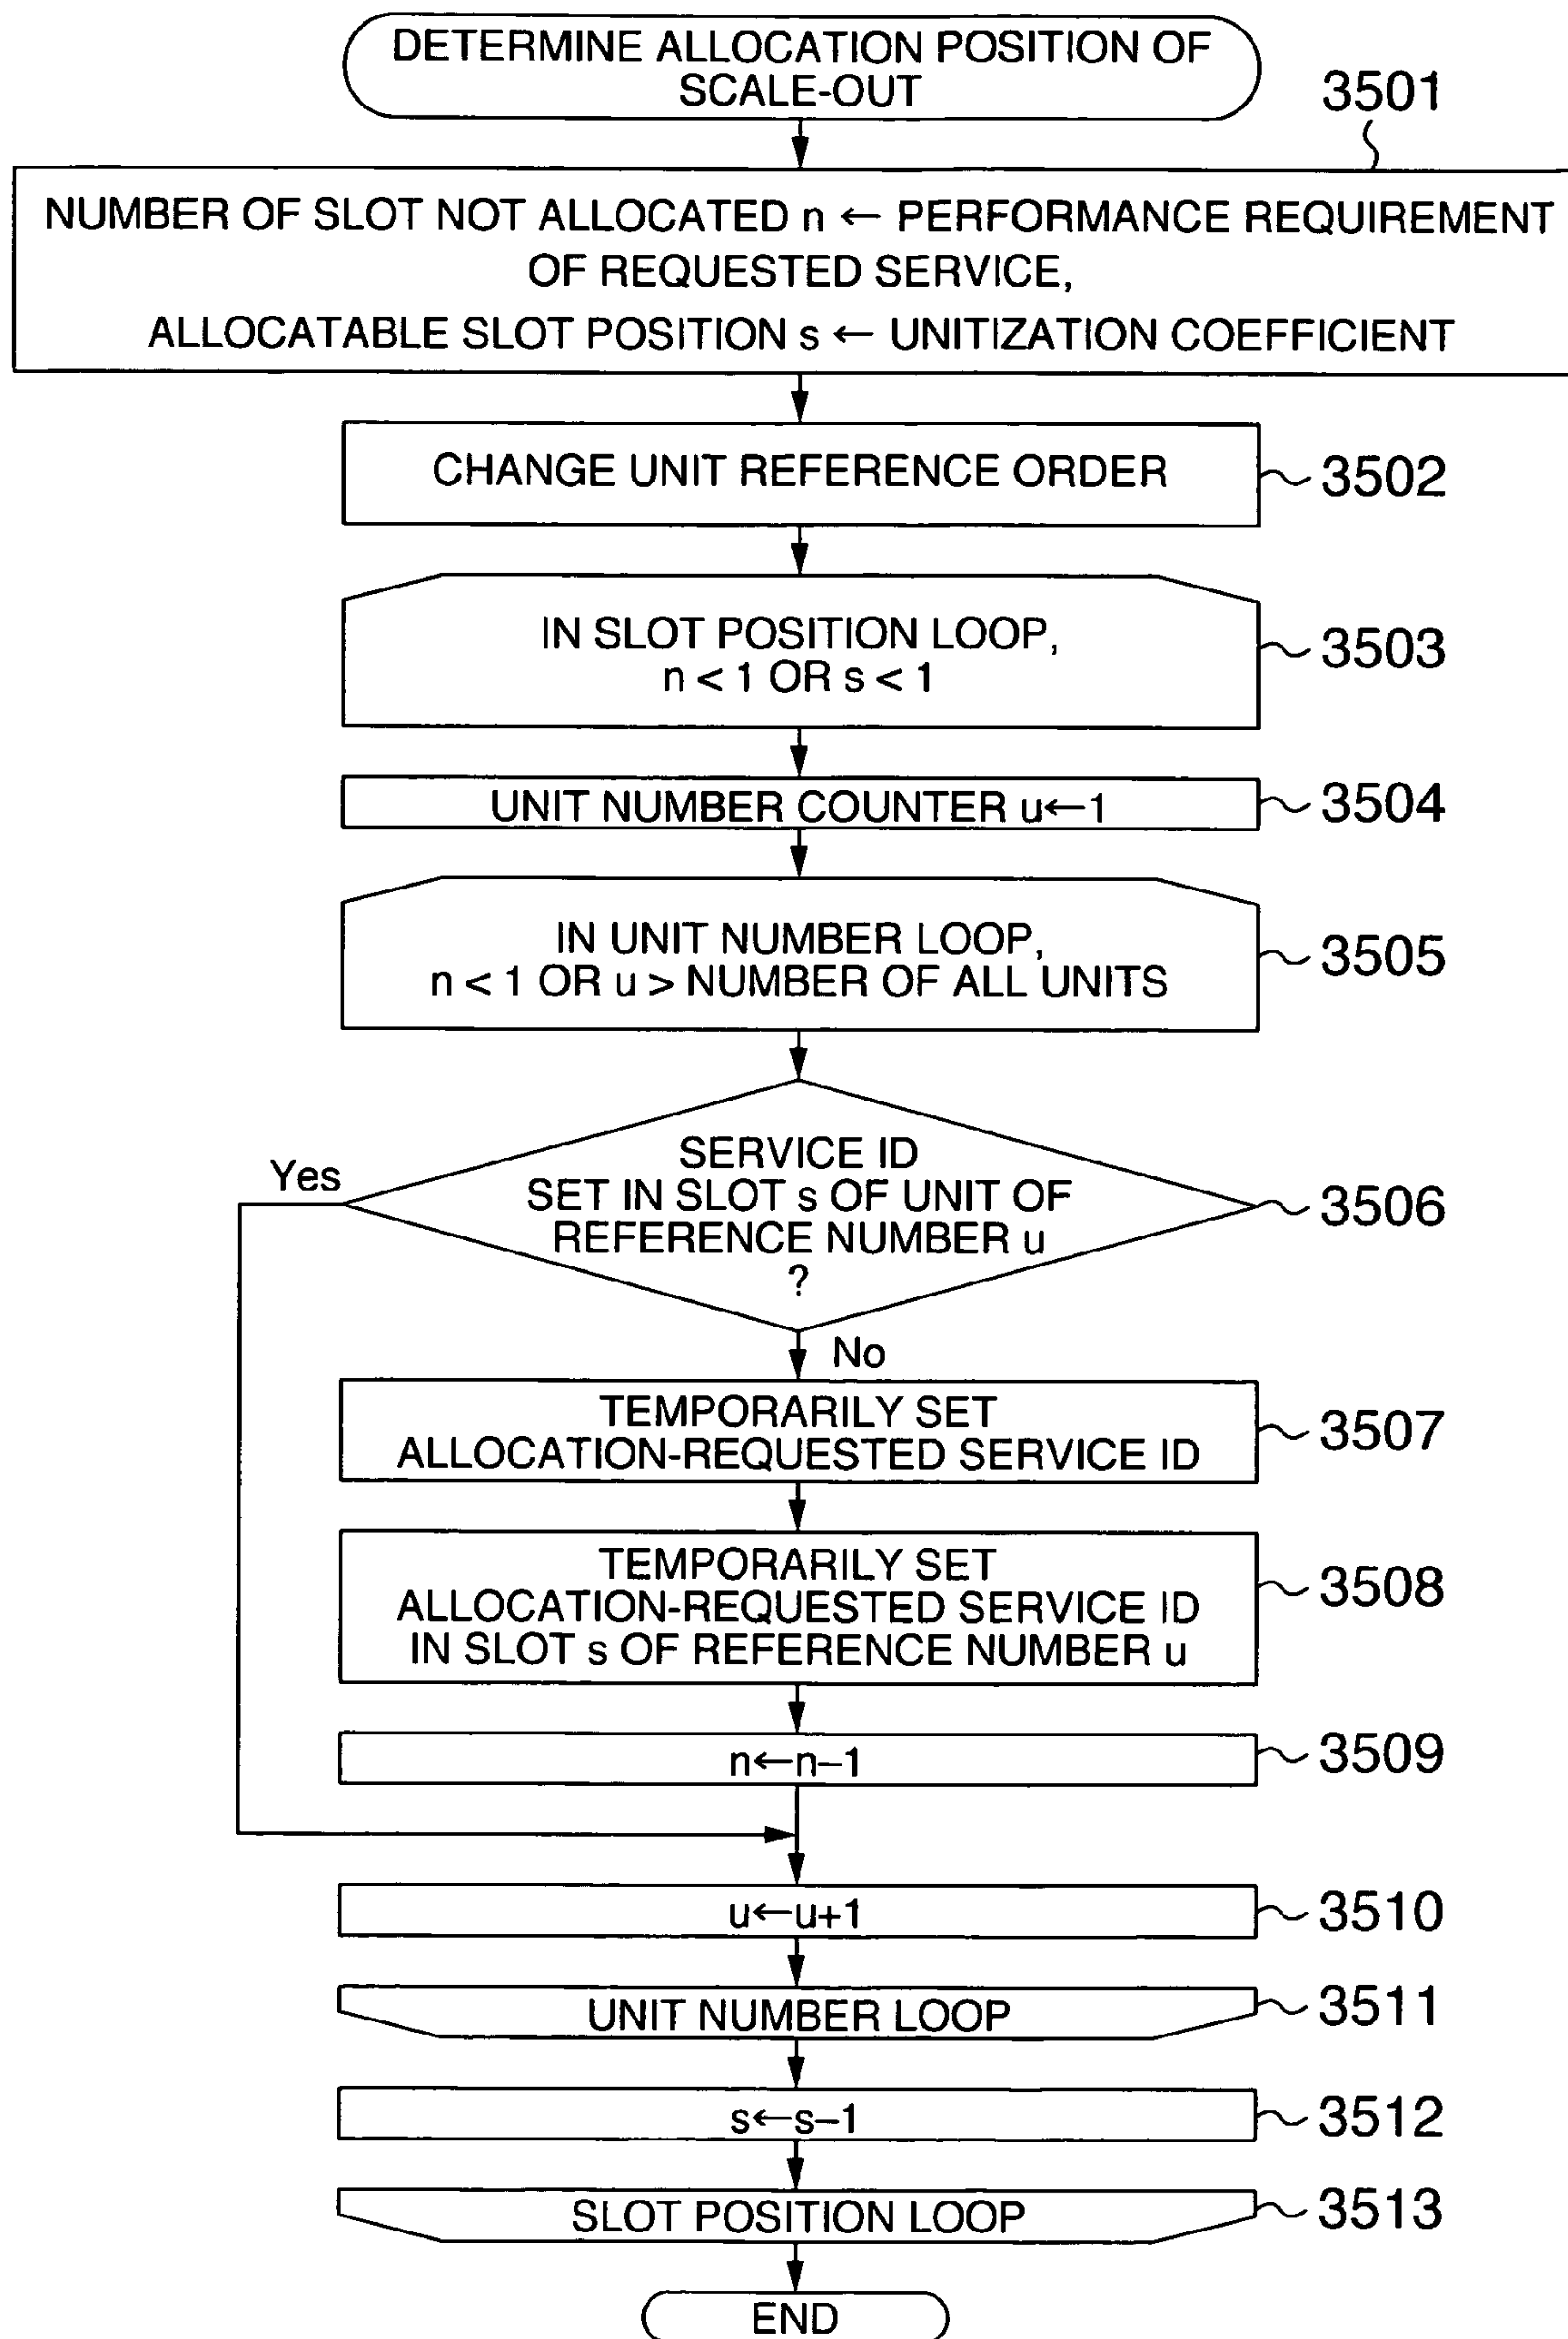 DETERMINE ALLOCATION POSITION OF
SCALE-OUT
3501
NUMBER OF SLOT NOT ALLOCATED n ← PERFORMANCE REQUIREMENT
OF REQUESTED SERVICE,
ALLOCATABLE SLOT POSITION s ← UNITIZATION COEFFICIENT
CHANGE UNIT REFERENCE ORDER
3502
IN SLOT POSITION LOOP,
n < 1 OR s < 1
3503
UNIT NUMBER COUNTER u←1
3504
IN UNIT NUMBER LOOP,
n < 1 OR u > NUMBER OF ALL UNITS
3505
SERVICE ID
SET IN SLOT s OF UNIT OF
REFERENCE NUMBER u
?
3506
Yes
No
TEMPORARILY SET
ALLOCATION-REQUESTED SERVICE ID
3507
TEMPORARILY SET
ALLOCATION-REQUESTED SERVICE ID
IN SLOT s OF REFERENCE NUMBER u
3508
n←n−1
3509
u←u+1
3510
UNIT NUMBER LOOP
3511
s←s−1
3512
SLOT POSITION LOOP
3513
END